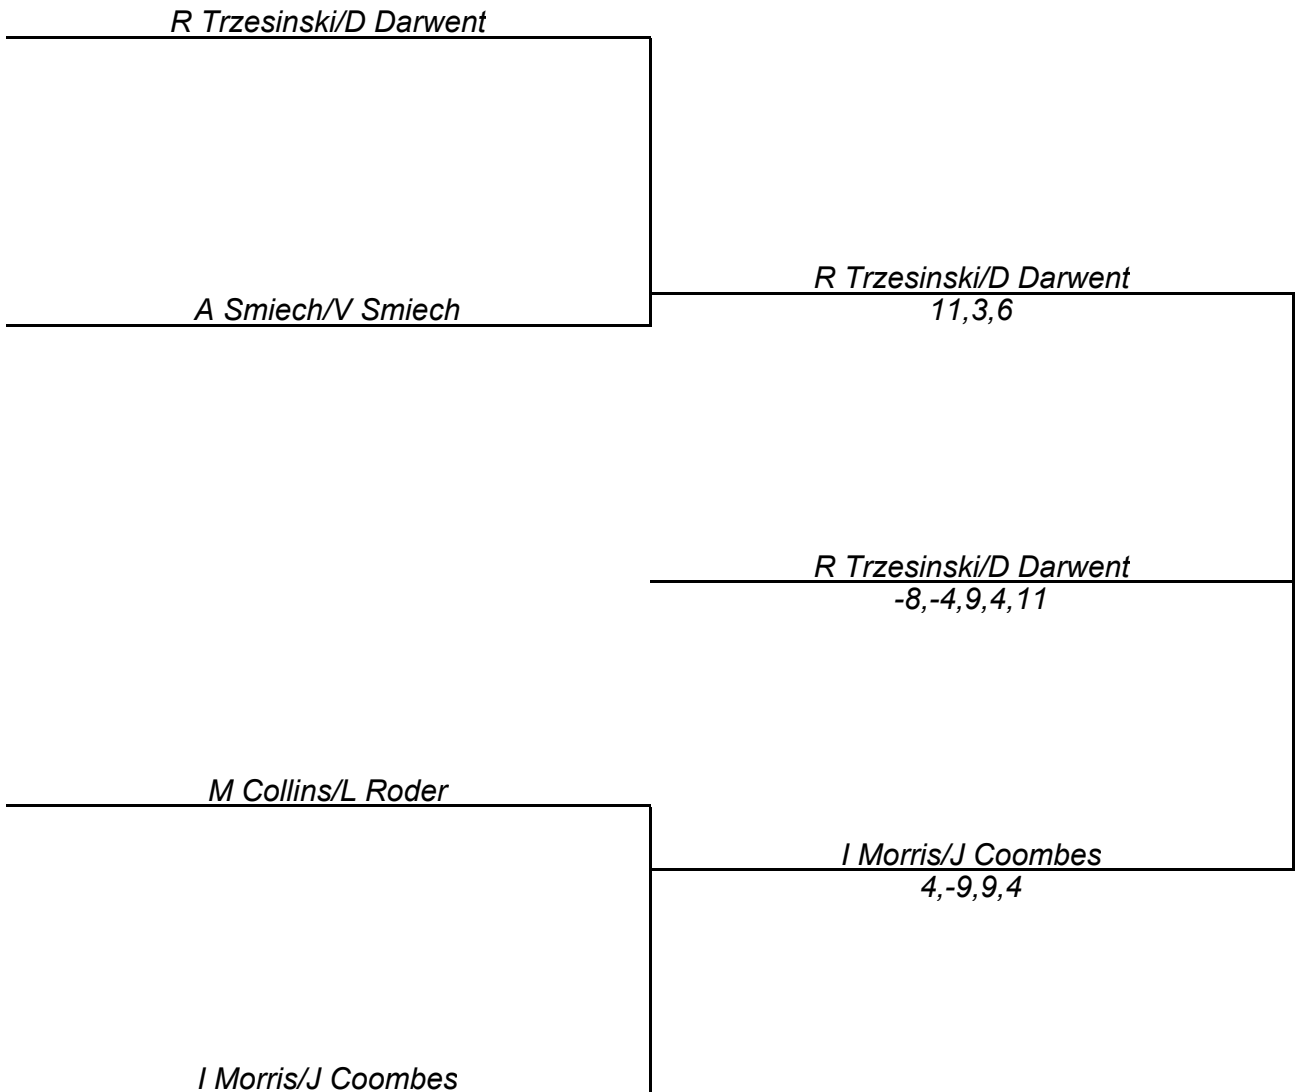 R Trzesinski/D Darwent
R Trzesinski/D Darwent
A Smiech/V Smiech
11,3,6
R Trzesinski/D Darwent
-8,-4,9,4,11
M Collins/L Roder
I Morris/J Coombes
4,-9,9,4
I Morris/J Coombes